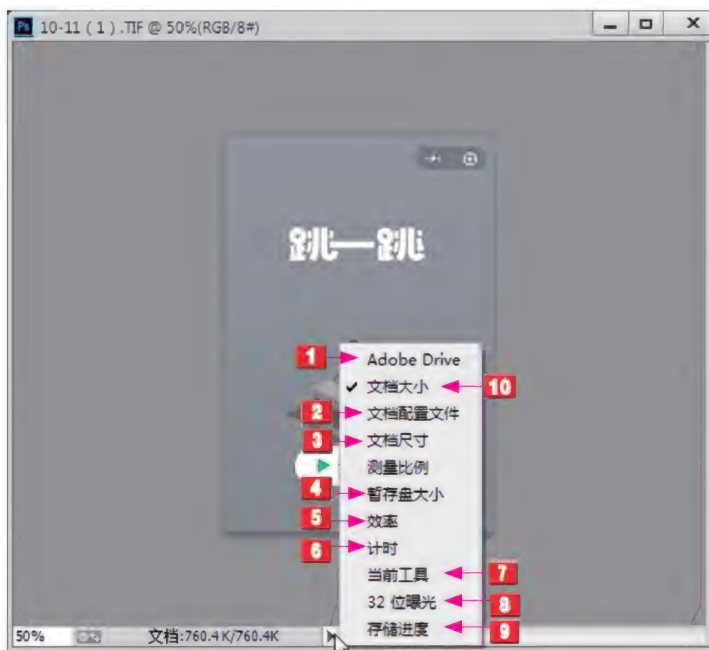 Ps 10-11 ( 1 ) .TIF @ 50%(RGB/8#)
跳一跳
1 Adobe Drive
✓ 文档大小 10
2 文档配置文件
3 文档尺寸
测量比例
4 暂存盘大小
5 效率
6 计时
当前工具 7
32 位曝光 8
存储进度 9
50% 文档:760.4K/760.4K